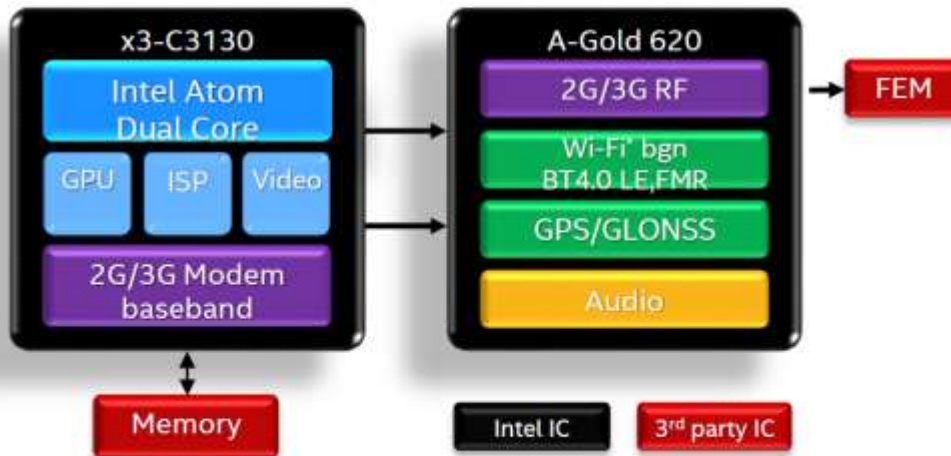 x3-C3130
Intel Atom
Dual Core
GPU
ISP
Video
2G/3G Modem
baseband
Memory
A-Gold 620
2G/3G RF
Wi-Fi* bgn
BT4.0 LE,FMR
GPS/GLONSS
Audio
FEM
Intel IC
3rd party IC